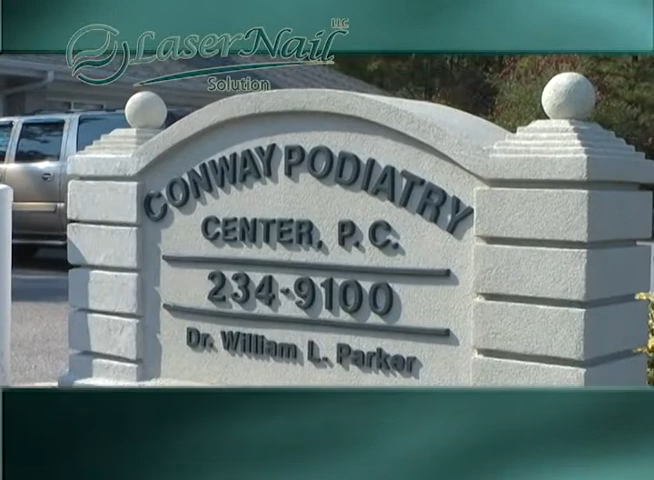 LaserNail LLC
Solution
CONWAY PODIATRY
CENTER, P.C.
234-9100
Dr. William L. Parker